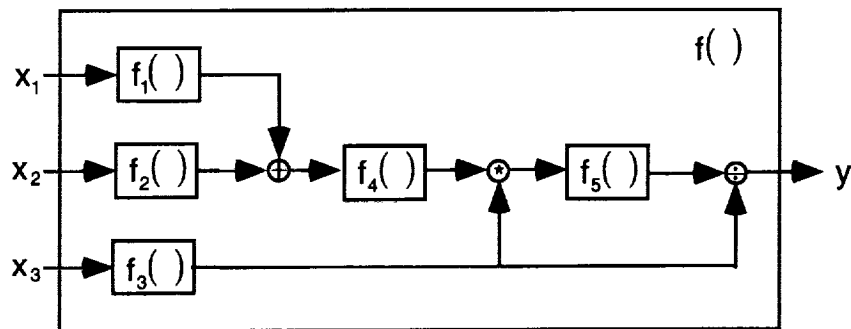 f( )
x₁ f₁( )
x₂ f₂( ) + f₄( ) * f₅( ) ÷ y
x₃ f₃( )